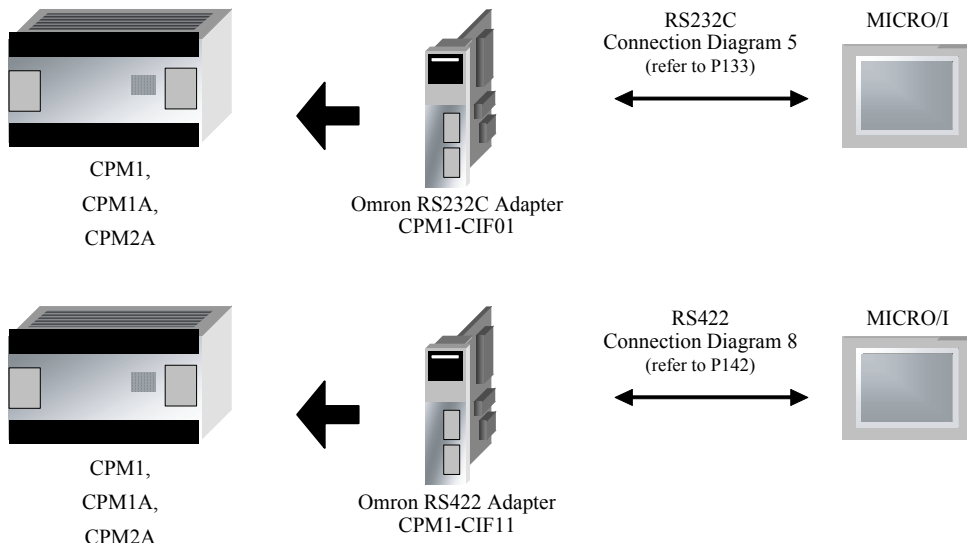 RS232C
Connection Diagram 5
(refer to P133)
MICRO/I
CPM1,
CPM1A,
CPM2A
Omron RS232C Adapter
CPM1-CIF01
RS422
Connection Diagram 8
(refer to P142)
MICRO/I
CPM1,
CPM1A,
CPM2A
Omron RS422 Adapter
CPM1-CIF11